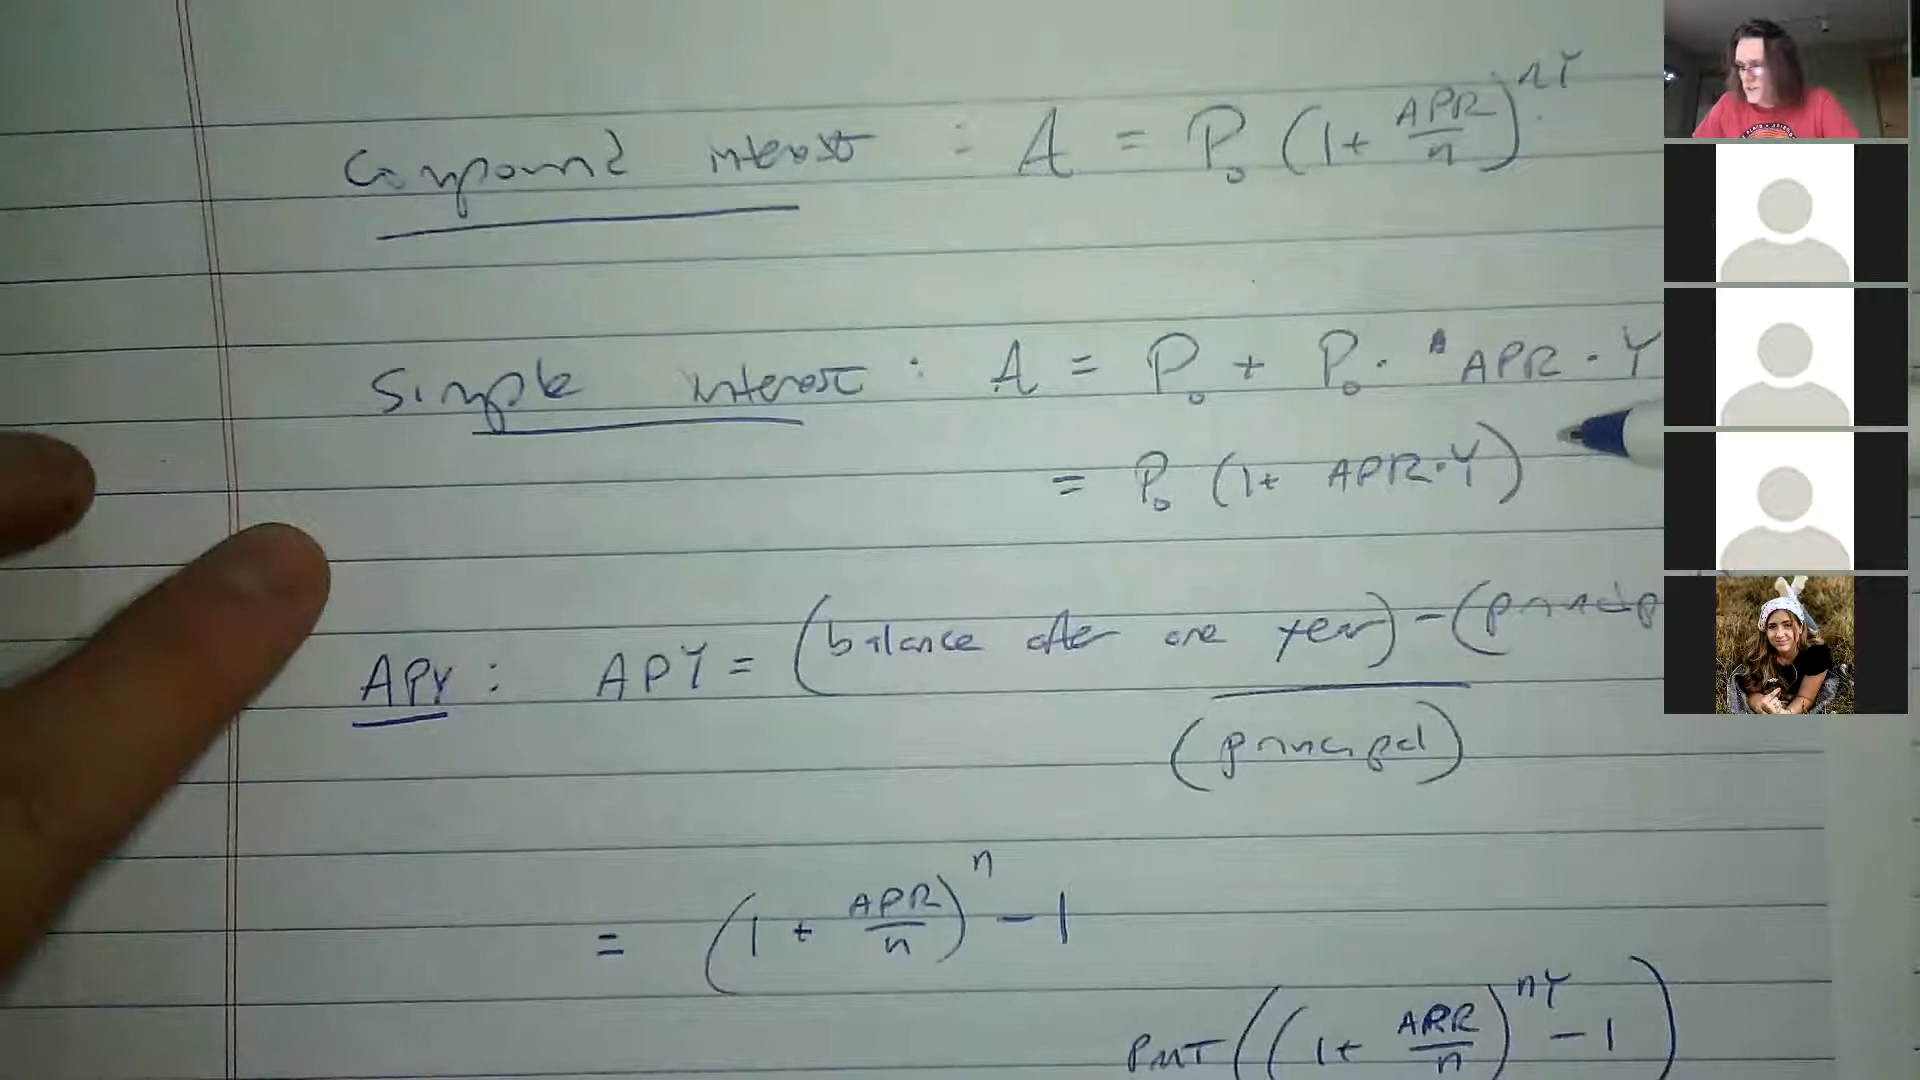 Compound interest : A = P₀ (1 + APR/n)^nY
Simple interest : A = P₀ + P₀ · APR · Y
= P₀ (1 + APR·Y)
APY : APY = (balance after one year) - (princip
(principal)
= (1 + APR/n)^n - 1
PMT((1 + APR/n)^nY - 1)